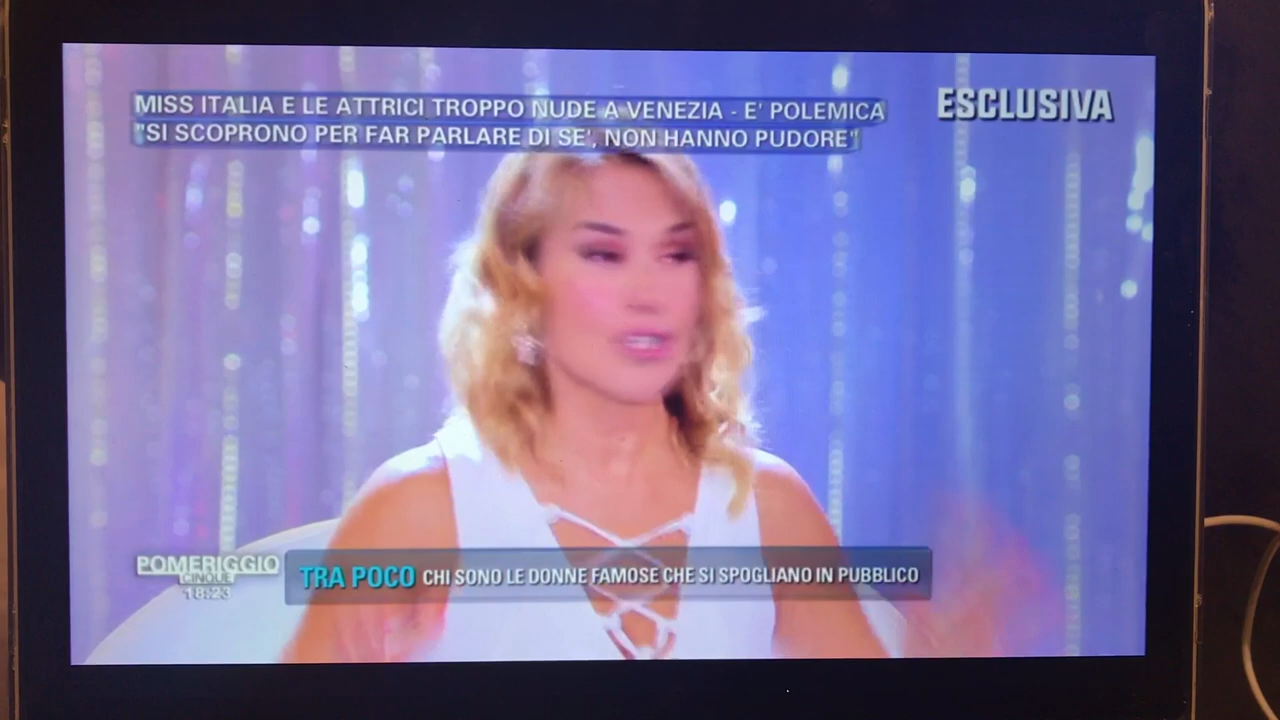 MISS ITALIA E LE ATTRICI TROPPO NUDE A VENEZIA - E' POLEMICA
"SI SCOPRONO PER FAR PARLARE DI SE', NON HANNO PUDORE"
ESCLUSIVA
POMERIGGIO
CINQUE
18:23
TRA POCO CHI SONO LE DONNE FAMOSE CHE SI SPOGLIANO IN PUBBLICO